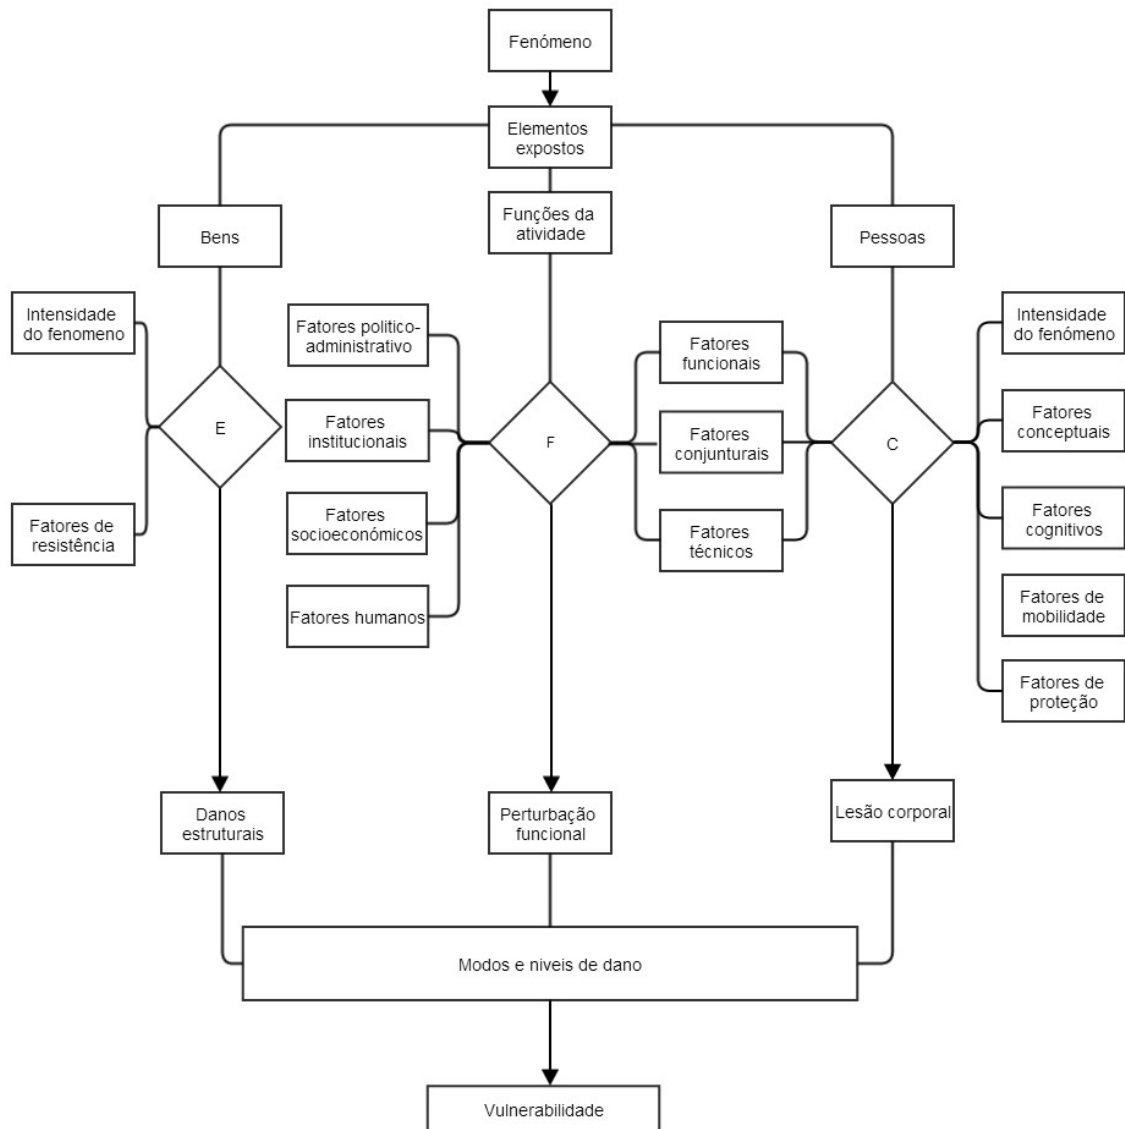 Fenómeno
Elementos
expostos
Bens
Funções da
atividade
Pessoas
Intensidade
do fenomeno
Fatores de
resistência
E
Fatores politico-
administrativo
Fatores
institucionais
Fatores
socioeconómicos
Fatores humanos
F
Fatores
funcionais
Fatores
conjunturais
Fatores
técnicos
C
Intensidade
do fenómeno
Fatores
conceptuais
Fatores
cognitivos
Fatores de
mobilidade
Fatores de
proteção
Danos
estruturais
Perturbação
funcional
Lesão corporal
Modos e niveis de dano
Vulnerabilidade